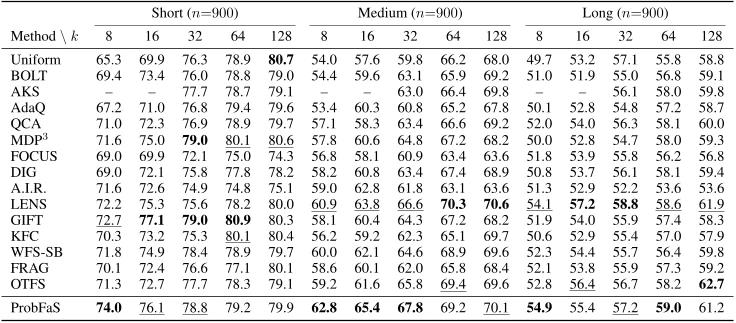 Short (n=900) Medium (n=900) Long (n=900)
Method \ k 8 16 32 64 128 8 16 32 64 128 8 16 32 64 128
Uniform 65.3 69.9 76.3 78.9 80.7 54.0 57.6 59.8 66.2 68.0 49.7 53.2 57.1 55.8 58.8
BOLT 69.4 73.4 76.0 78.8 79.0 54.4 59.6 63.1 65.9 69.2 51.0 51.9 55.0 56.8 59.1
AKS – – 77.7 78.7 79.1 – – 63.0 66.4 69.8 – – 56.1 58.0 59.8
AdaQ 67.2 71.0 76.8 79.4 79.6 53.4 60.3 60.8 65.2 67.8 50.1 52.8 54.8 57.2 58.7
QCA 71.0 72.3 76.9 78.9 79.7 57.1 58.3 63.4 66.6 69.2 52.0 54.0 56.3 58.1 60.0
MDP³ 71.6 75.0 79.0 80.1 80.6 57.8 60.6 64.8 67.2 68.2 50.0 52.8 54.7 58.0 59.3
FOCUS 69.0 69.9 72.1 75.0 74.3 56.8 58.1 60.9 63.4 63.6 51.8 53.9 55.8 56.2 56.8
DIG 69.0 72.1 75.8 77.8 78.2 58.2 60.8 63.4 67.4 68.9 50.8 53.7 56.1 58.1 59.4
A.I.R. 71.6 72.6 74.9 74.8 75.1 59.0 62.8 61.8 63.1 63.6 51.3 52.9 52.2 53.6 53.6
LENS 72.2 75.3 75.6 78.2 80.0 60.9 63.8 66.6 70.3 70.6 54.1 57.2 58.8 58.6 61.9
GIFT 72.7 77.1 79.0 80.9 80.3 58.1 60.4 64.3 67.2 68.2 51.9 54.0 55.9 57.4 58.3
KFC 70.3 73.2 75.3 80.1 80.4 56.2 59.2 62.3 65.1 69.7 50.6 52.9 55.4 57.0 57.9
WFS-SB 71.8 74.9 78.4 78.9 79.7 60.0 62.1 64.6 68.9 69.6 52.3 54.4 55.7 56.4 59.8
FRAG 70.1 72.4 76.6 77.1 80.1 58.6 60.1 62.0 65.8 68.4 52.1 53.8 55.9 57.3 59.2
OTFS 71.3 72.7 77.7 78.3 79.1 59.2 61.6 65.8 69.4 69.6 52.8 56.4 56.7 58.2 62.7
ProbFaS 74.0 76.1 78.8 79.2 79.9 62.8 65.4 67.8 69.2 70.1 54.9 55.4 57.2 59.0 61.2